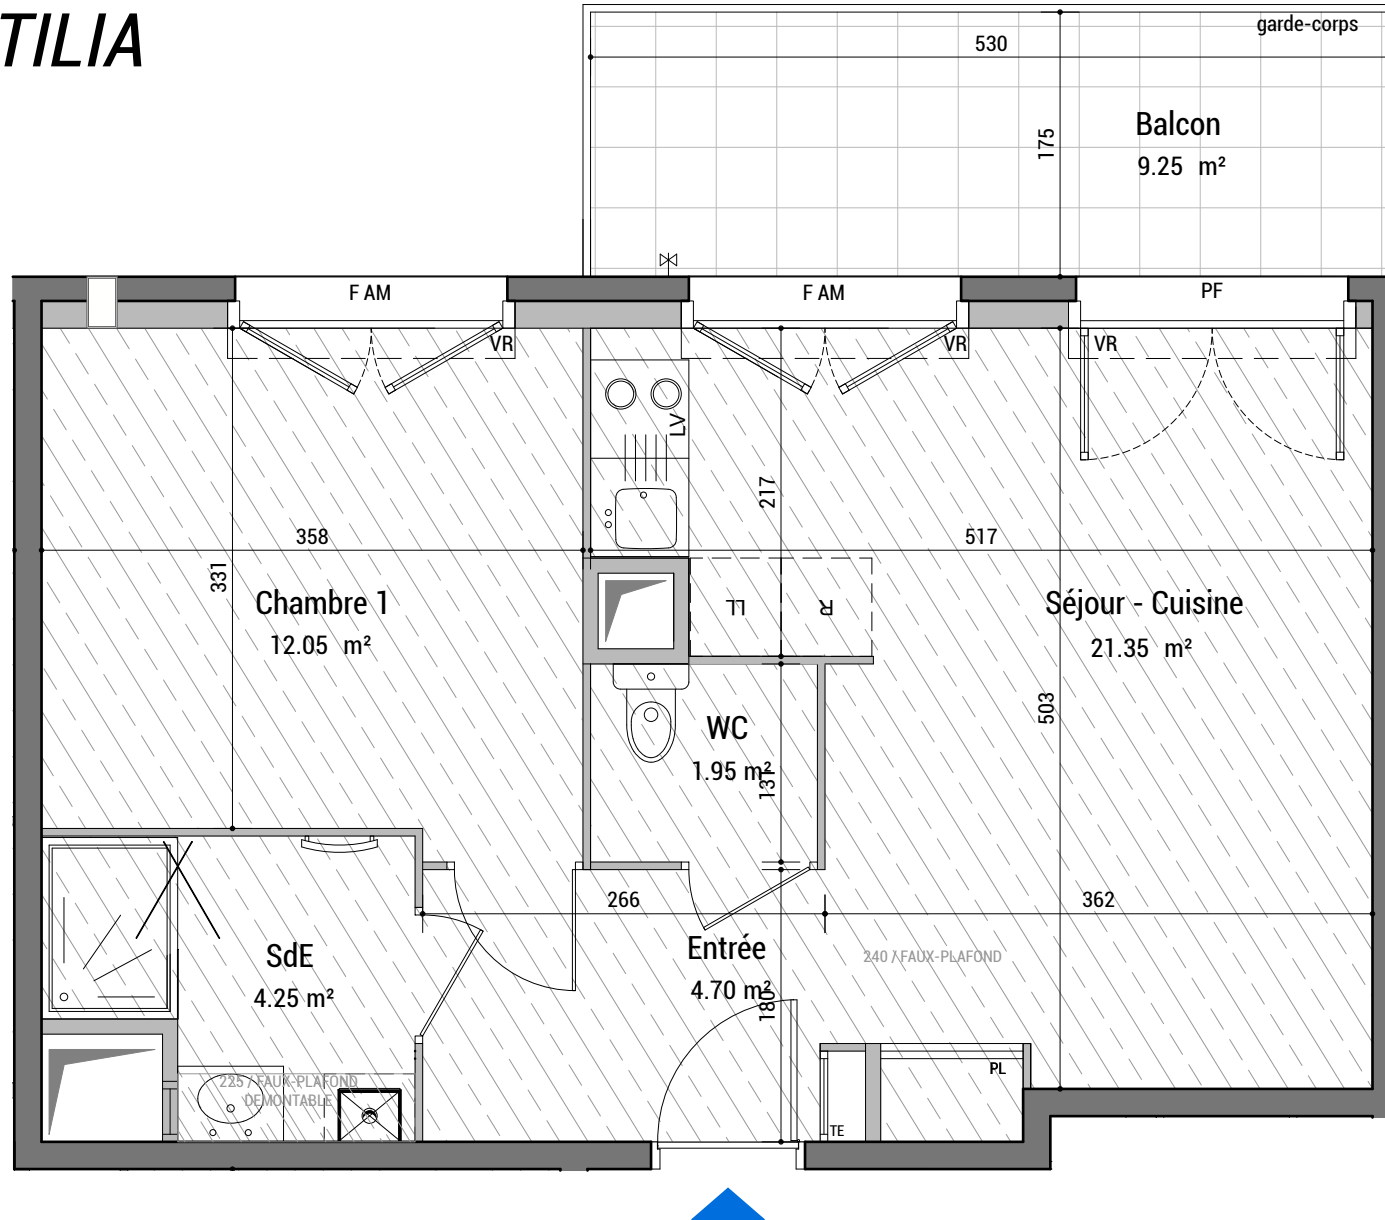 TILIA
garde-corps
530
Balcon
9.25 m²
175
F AM
F AM
PF
VR
VR
VR
LV
217
358
517
331
Chambre 1
12.05 m²
LL
R
Séjour - Cuisine
21.35 m²
503
WC
1.95 m²
131
266
362
Entrée
4.70 m²
180
240 / FAUX-PLAFOND
SdE
4.25 m²
225 / FAUX-PLAFOND
DEMONTABLE
PL
TE